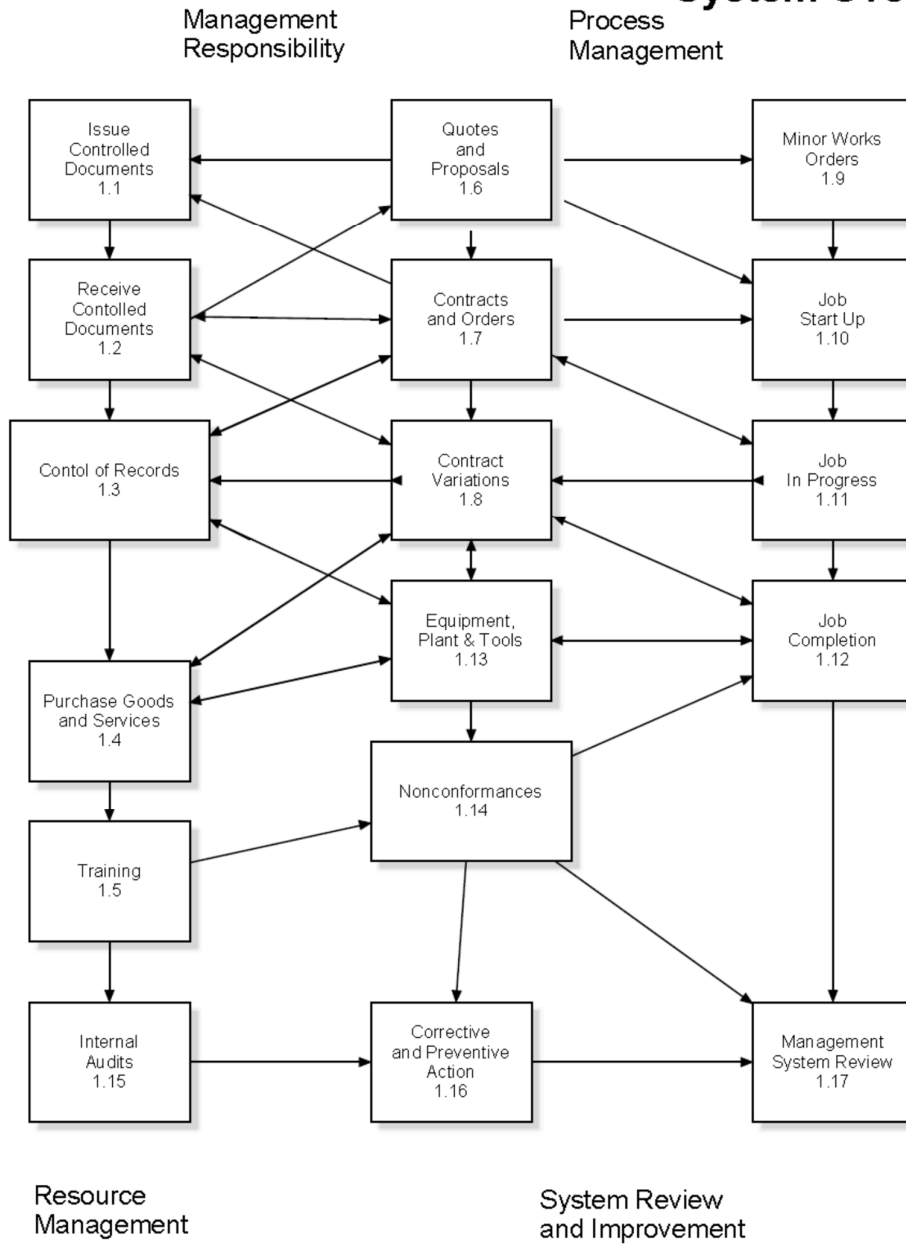 System
Management
Responsibility
Process
Management
Issue
Controlled
Documents
1.1
Quotes
and
Proposals
1.6
Minor Works
Orders
1.9
Receive
Contolled
Documents
1.2
Contracts
and Orders
1.7
Job
Start Up
1.10
Contol of Records
1.3
Contract
Variations
1.8
Job
In Progress
1.11
Equipment,
Plant & Tools
1.13
Job
Completion
1.12
Purchase Goods
and Services
1.4
Nonconformances
1.14
Training
1.5
Internal
Audits
1.15
Corrective
and Preventive
Action
1.16
Management
System Review
1.17
Resource
Management
System Review
and Improvement